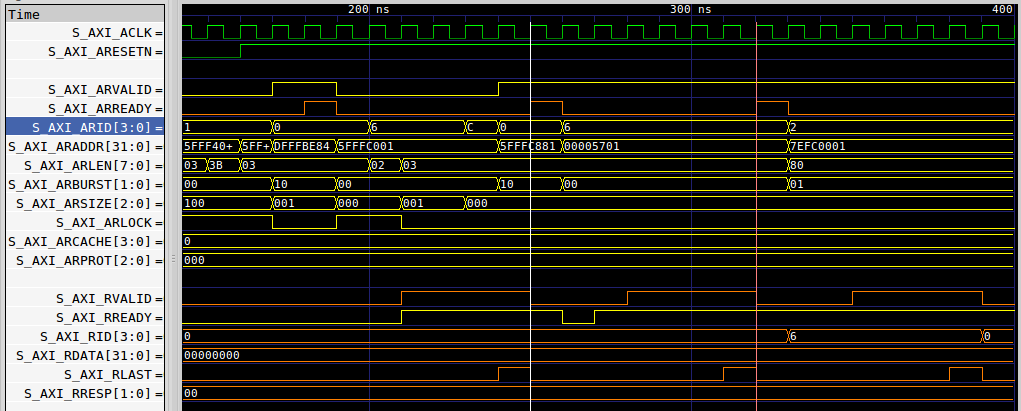 Time 200 ns 300 ns 400
S_AXI_ACLK =
S_AXI_ARESETN =
S_AXI_ARVALID =
S_AXI_ARREADY =
S_AXI_ARID[3:0] = 1 0 6 C 0 6 2
S_AXI_ARADDR[31:0] = 5FFF40+ 5FF+ DFFFBE84 5FFFC001 5FFFC881 00005701 7EFC0001
S_AXI_ARLEN[7:0] = 03 3B 03 02 03 80
S_AXI_ARBURST[1:0] = 00 10 00 10 00 01
S_AXI_ARSIZE[2:0] = 100 001 000 001 000
S_AXI_ARLOCK =
S_AXI_ARCACHE[3:0] = 0
S_AXI_ARPROT[2:0] = 000
S_AXI_RVALID =
S_AXI_RREADY =
S_AXI_RID[3:0] = 0 6 0
S_AXI_RDATA[31:0] = 00000000
S_AXI_RLAST =
S_AXI_RRESP[1:0] = 00